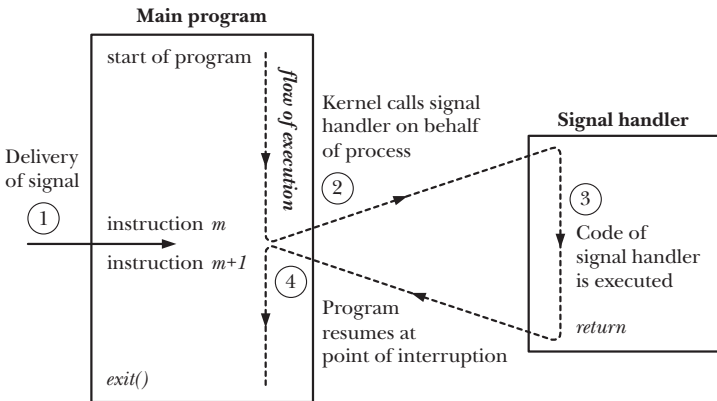 Main program
start of program
flow of execution
Kernel calls signal
handler on behalf
of process
Signal handler
Delivery
of signal
1
2
3
instruction m
instruction m+1
Code of
signal handler
is executed
4
Program
resumes at
point of interruption
return
exit()